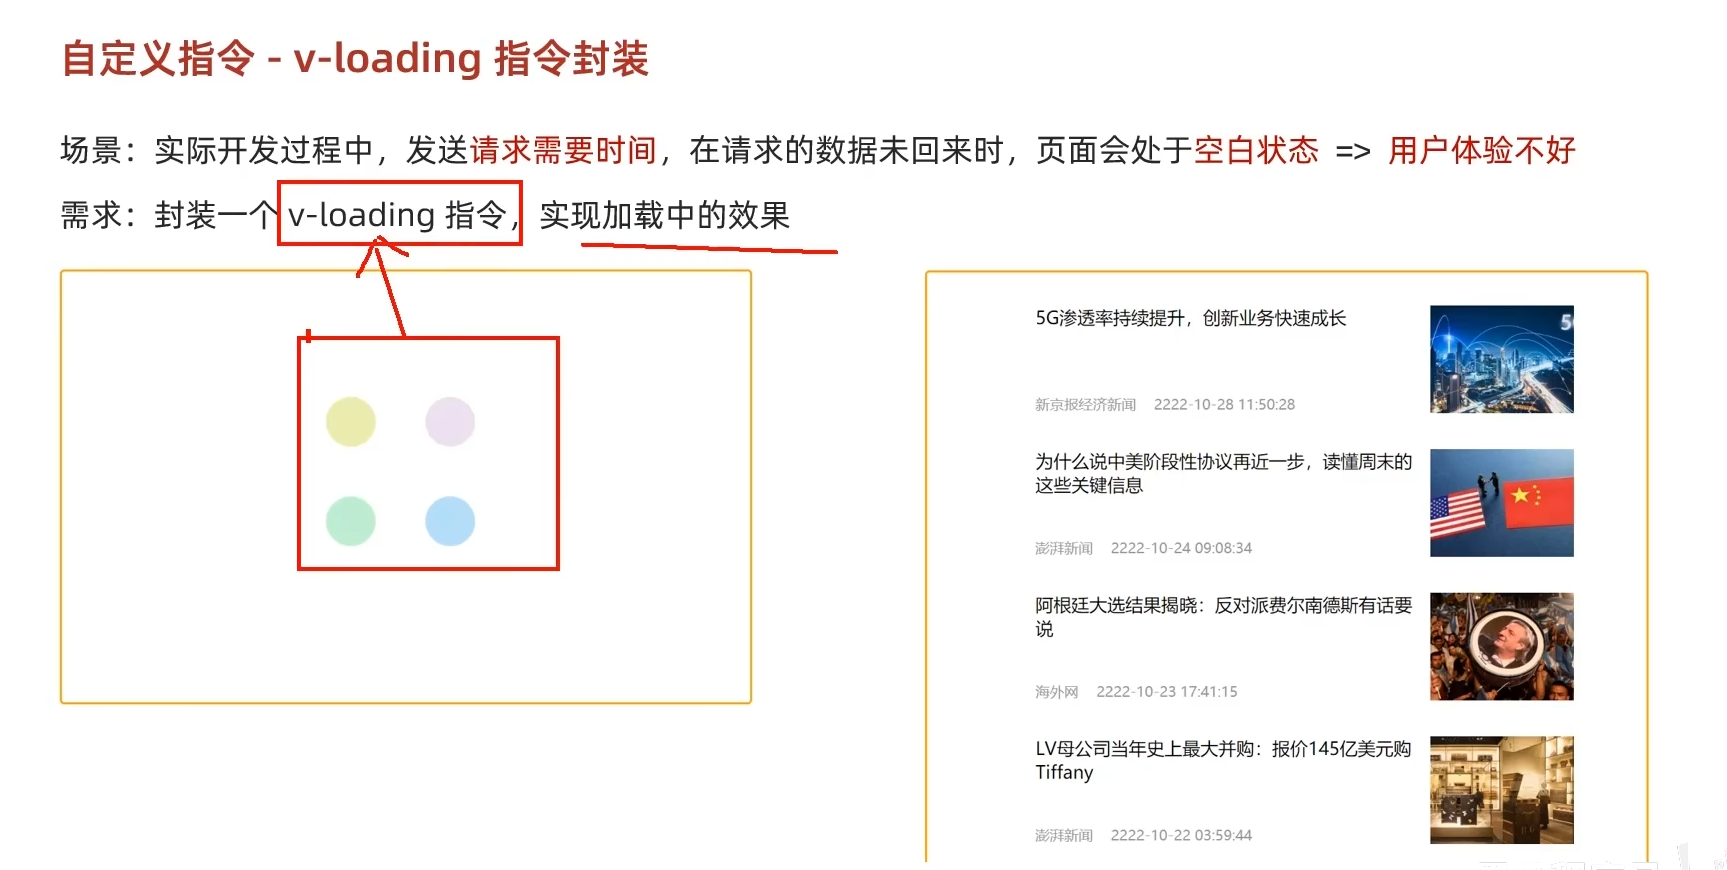 自定义指令 - v-loading 指令封装
场景：实际开发过程中，发送请求需要时间，在请求的数据未回来时，页面会处于空白状态 => 用户体验不好
需求：封装一个 v-loading 指令，实现加载中的效果
5G渗透率持续提升，创新业务快速成长
5
新京报经济新闻 2222-10-28 11:50:28
为什么说中美阶段性协议再近一步，读懂周末的
这些关键信息
澎湃新闻 2222-10-24 09:08:34
阿根廷大选结果揭晓：反对派费尔南德斯有话要
说
海外网 2222-10-23 17:41:15
LV母公司当年史上最大并购：报价145亿美元购
Tiffany
澎湃新闻 2222-10-22 03:59:44